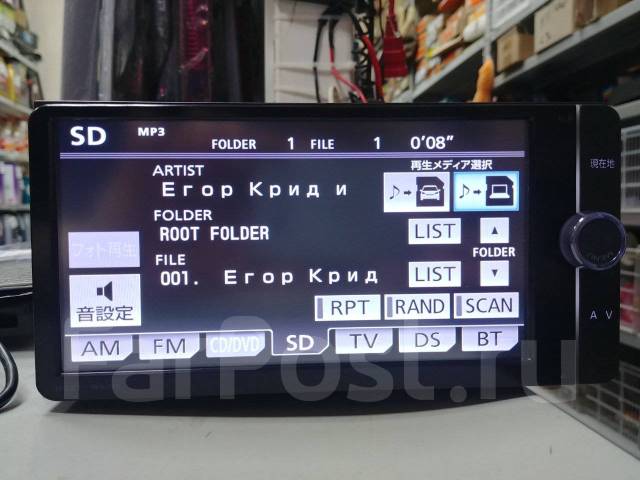 SD MP3 FOLDER 1 FILE 1 0'08"
ARTIST 再生メディア選択
Егор Крид и
現在地
FOLDER
ROOT FOLDER LIST ▲
FOLDER
フォト再生
FILE
001. Егор Крид LIST ▼
音設定
RPT RAND SCAN
A V
AM FM CD/DVD SD TV DS BT
FarPost.ru